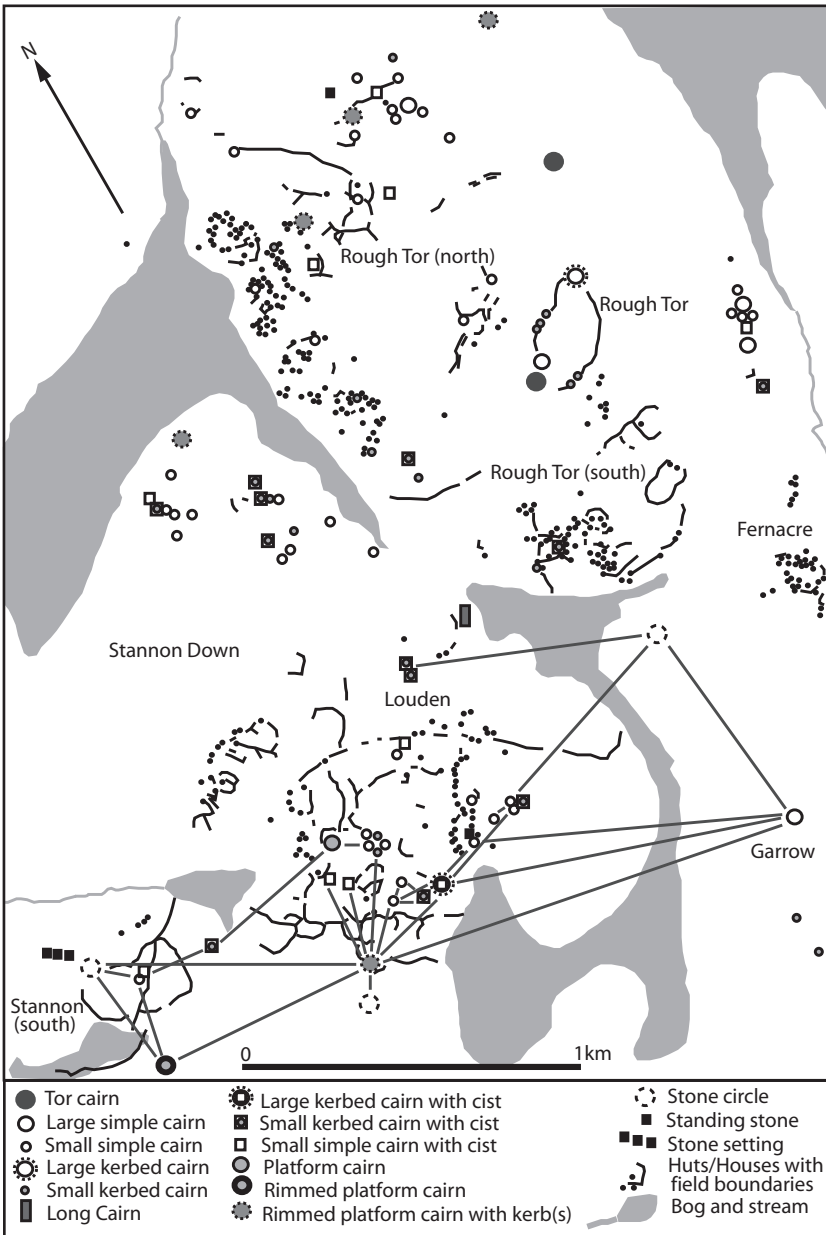 N
Rough Tor (north)
Rough Tor
Rough Tor (south)
Fernacre
Stannon Down
Louden
Garrow
Stannon
(south)
0
1km
Tor cairn
Large simple cairn
Small simple cairn
Large kerbed cairn
Small kerbed cairn
Long Cairn
Large kerbed cairn with cist
Small kerbed cairn with cist
Small simple cairn with cist
Platform cairn
Rimmed platform cairn
Rimmed platform cairn with kerb(s)
Stone circle
Standing stone
Stone setting
Huts/Houses with
field boundaries
Bog and stream